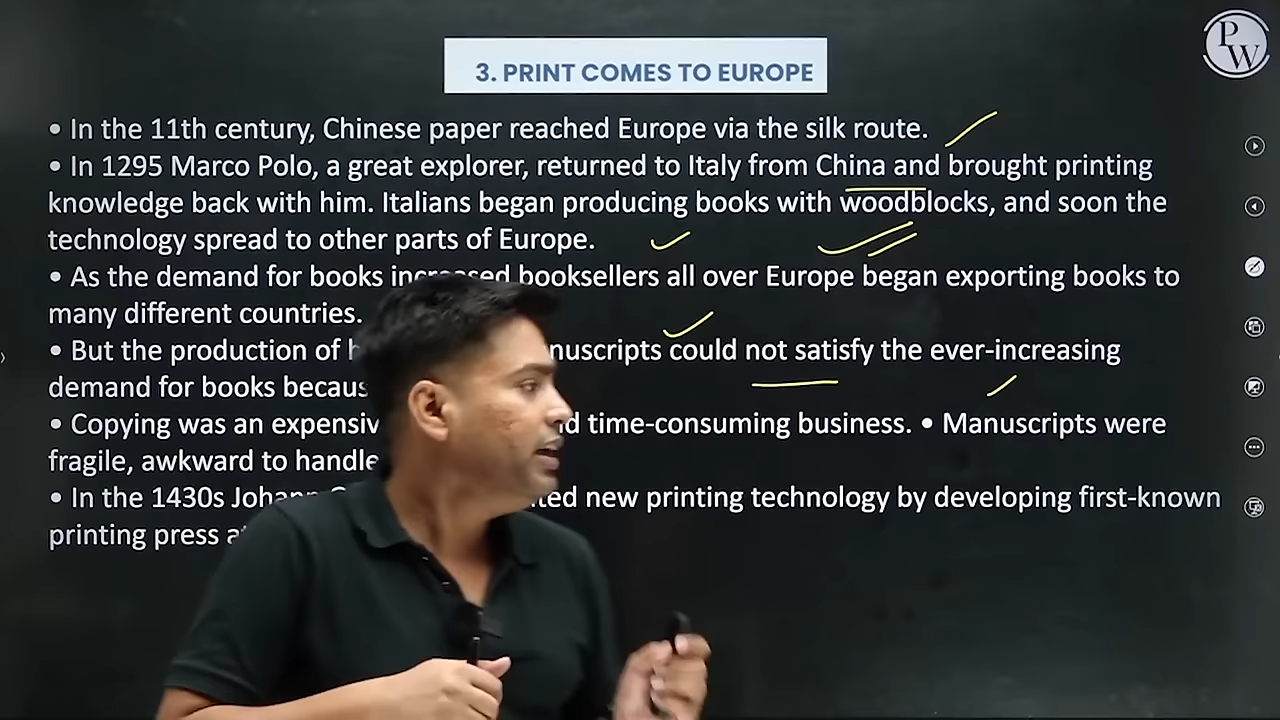 PW
3. PRINT COMES TO EUROPE
• In the 11th century, Chinese paper reached Europe via the silk route.
• In 1295 Marco Polo, a great explorer, returned to Italy from China and brought printing
knowledge back with him. Italians began producing books with woodblocks, and soon the
technology spread to other parts of Europe.
• As the demand for books increased booksellers all over Europe began exporting books to
many different countries.
• But the production of could not satisfy the ever-increasing
demand for books
• Copying was an time-consuming business. • Manuscripts were
fragile, awkward to handle
• In the 1430s new printing technology by developing first-known
printing press